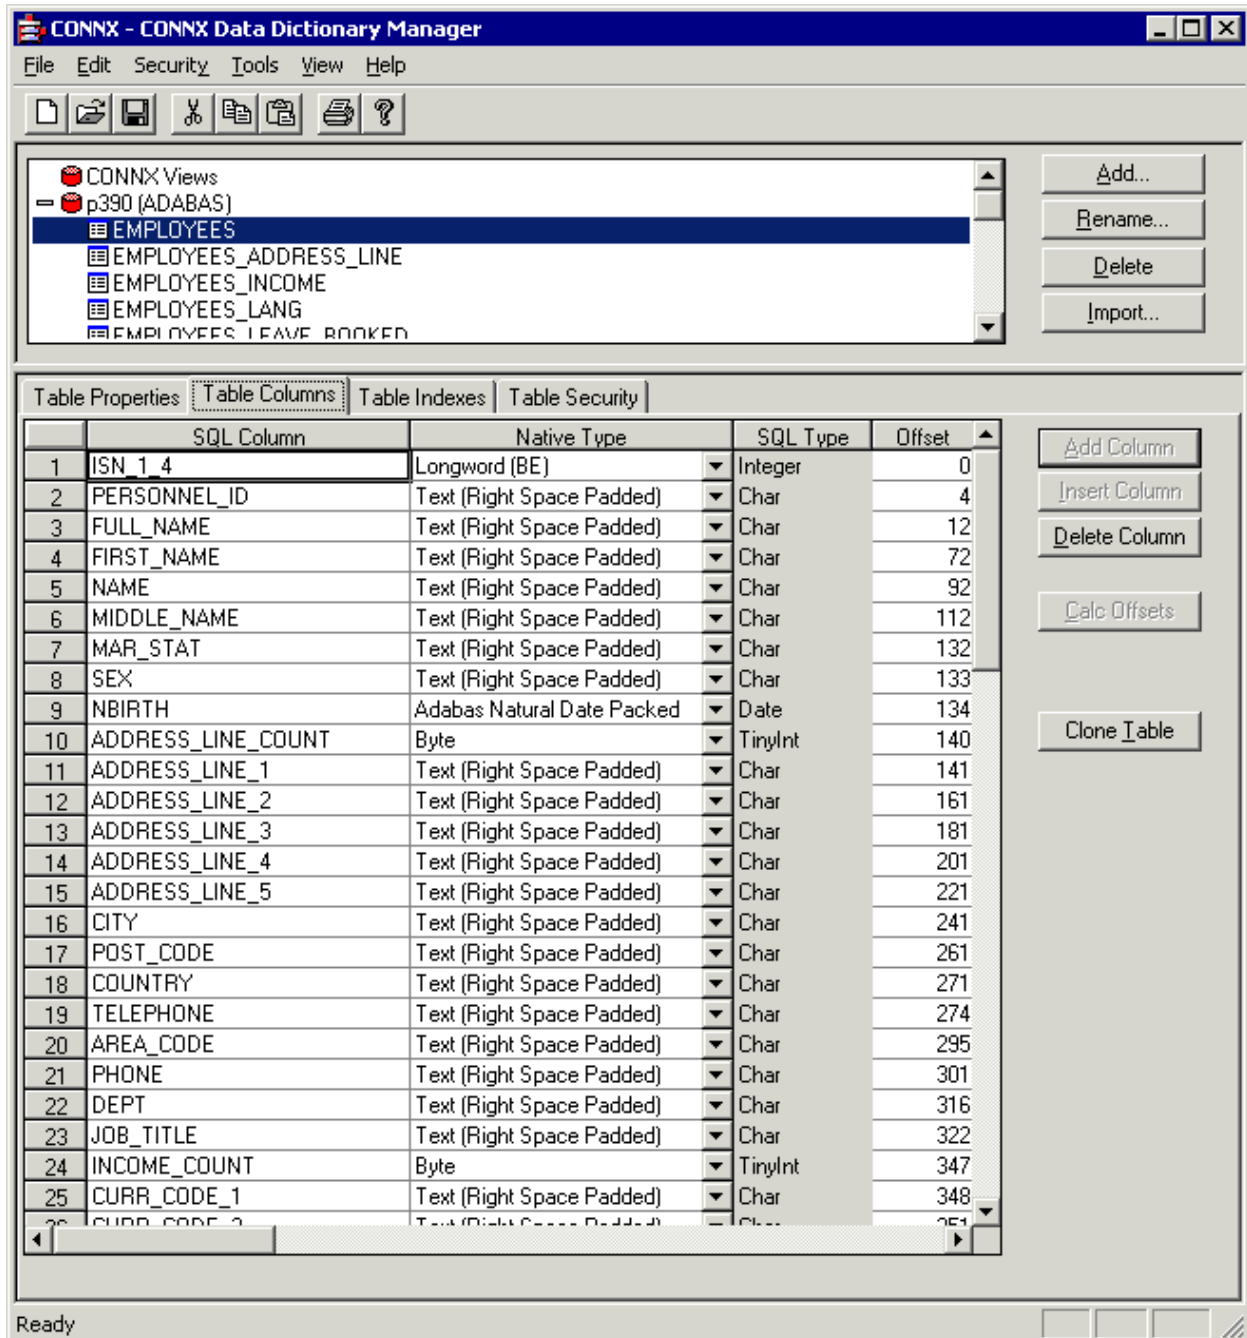 CONNX - CONNX Data Dictionary Manager
File Edit Security Tools View Help
CONNX Views
Add...
p390 (ADABAS)
Rename...
EMPLOYEES
EMPLOYEES_ADDRESS_LINE
Delete
EMPLOYEES_INCOME
EMPLOYEES_LANG
Import...
EMPLOYEES_LEAVE_BOOKED
Table Properties Table Columns Table Indexes Table Security
SQL Column Native Type SQL Type Offset
Add Column
1 ISN_1_4 Longword (BE) Integer 0
2 PERSONNEL_ID Text (Right Space Padded) Char 4
Insert Column
3 FULL_NAME Text (Right Space Padded) Char 12
Delete Column
4 FIRST_NAME Text (Right Space Padded) Char 72
5 NAME Text (Right Space Padded) Char 92
6 MIDDLE_NAME Text (Right Space Padded) Char 112
Calc Offsets
7 MAR_STAT Text (Right Space Padded) Char 132
8 SEX Text (Right Space Padded) Char 133
9 NBIRTH Adabas Natural Date Packed Date 134
10 ADDRESS_LINE_COUNT Byte TinyInt 140
Clone Table
11 ADDRESS_LINE_1 Text (Right Space Padded) Char 141
12 ADDRESS_LINE_2 Text (Right Space Padded) Char 161
13 ADDRESS_LINE_3 Text (Right Space Padded) Char 181
14 ADDRESS_LINE_4 Text (Right Space Padded) Char 201
15 ADDRESS_LINE_5 Text (Right Space Padded) Char 221
16 CITY Text (Right Space Padded) Char 241
17 POST_CODE Text (Right Space Padded) Char 261
18 COUNTRY Text (Right Space Padded) Char 271
19 TELEPHONE Text (Right Space Padded) Char 274
20 AREA_CODE Text (Right Space Padded) Char 295
21 PHONE Text (Right Space Padded) Char 301
22 DEPT Text (Right Space Padded) Char 316
23 JOB_TITLE Text (Right Space Padded) Char 322
24 INCOME_COUNT Byte TinyInt 347
25 CURR_CODE_1 Text (Right Space Padded) Char 348
26 CURR_CODE_2 Text (Right Space Padded) Char 351
Ready